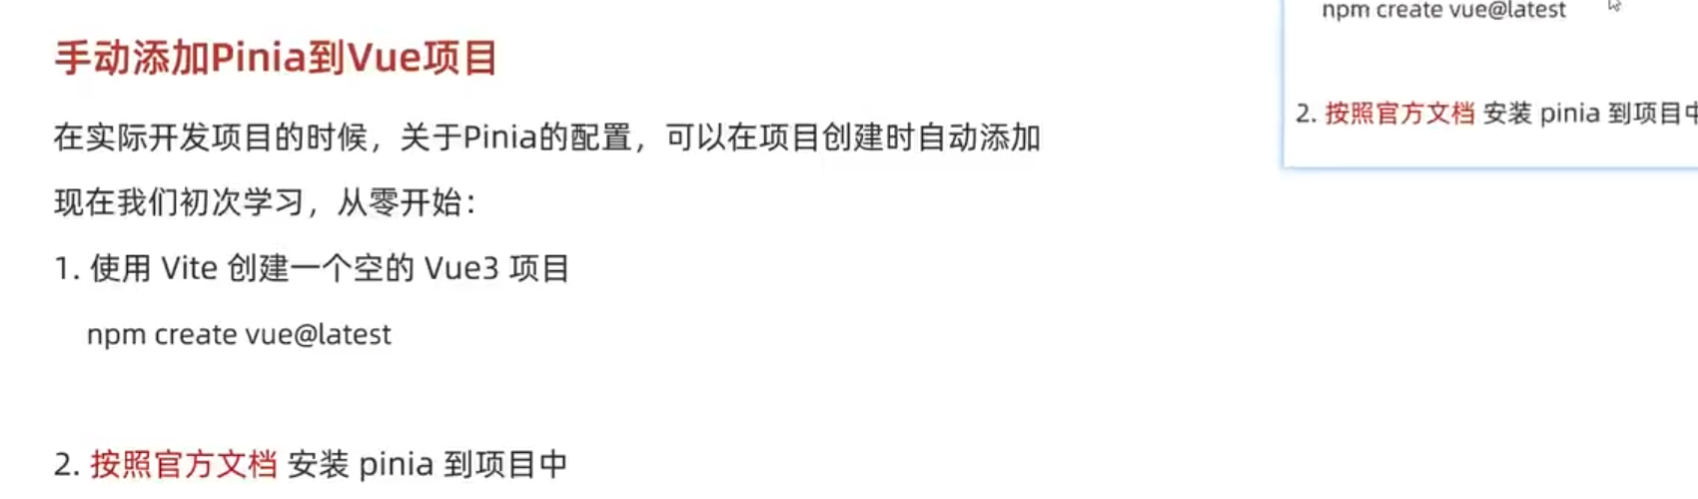 手动添加Pinia到Vue项目
在实际开发项目的时候，关于Pinia的配置，可以在项目创建时自动添加
现在我们初次学习，从零开始：
1. 使用 Vite 创建一个空的 Vue3 项目
npm create vue@latest
2. 按照官方文档 安装 pinia 到项目中
npm create vue@latest
2. 按照官方文档 安装 pinia 到项目中